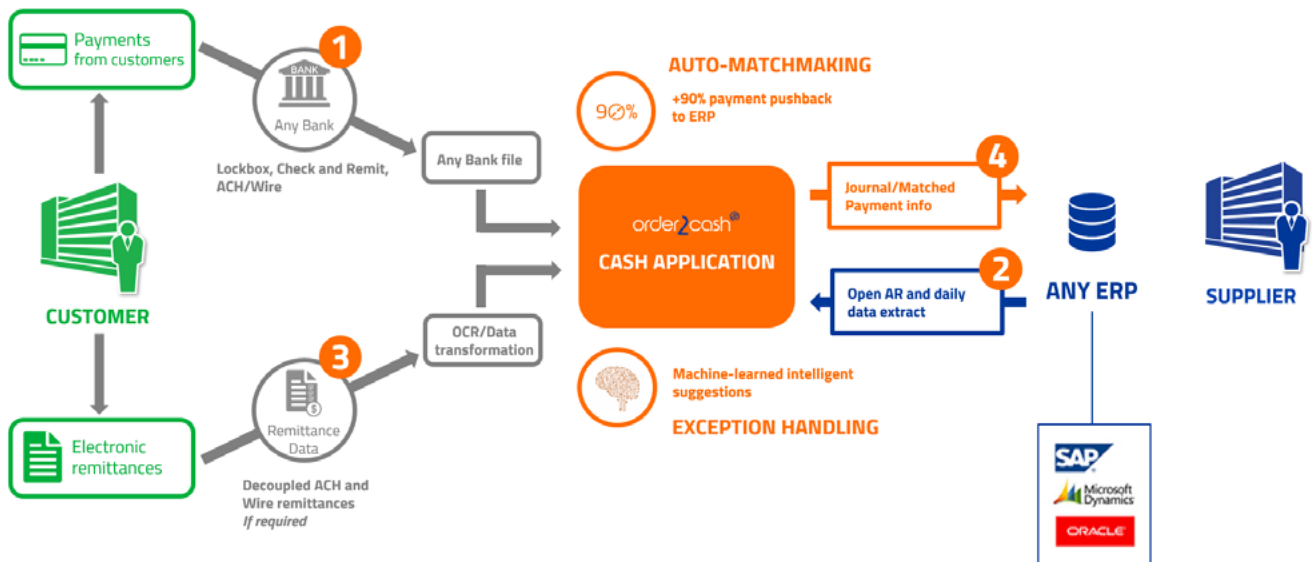 Payments
from customers
1
BANK
Any Bank
Lockbox, Check and Remit,
ACH/Wire
Any Bank file
AUTO-MATCHMAKING
90%
+90% payment pushback
to ERP
order2cash
CASH APPLICATION
4
Journal/Matched
Payment info
2
Open AR and daily
data extract
ANY ERP
SUPPLIER
CUSTOMER
OCR/Data
transformation
3
$
Remittance
Data
Electronic
remittances
Decoupled ACH and
Wire remittances
If required
Machine-learned intelligent
suggestions
EXCEPTION HANDLING
SAP
Microsoft
Dynamics
ORACLE